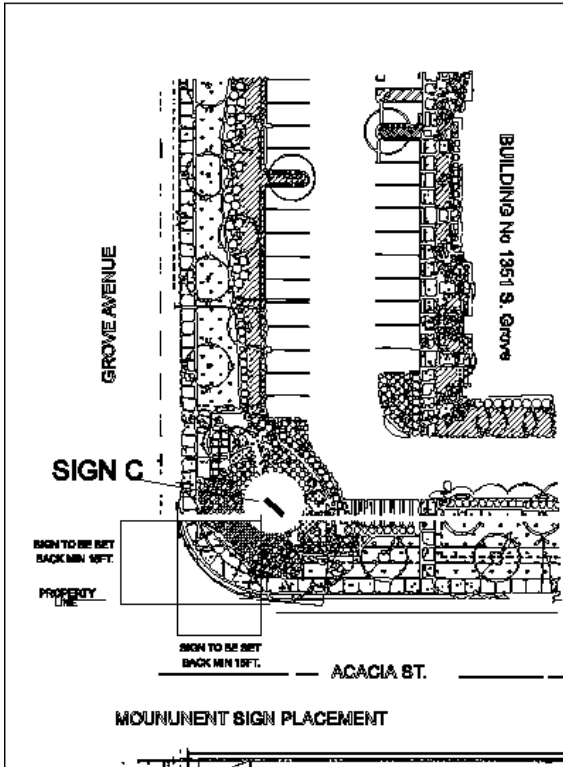 BUILDING No 1351 S. Grove
GROVE AVENUE
SIGN C
SIGN TO BE SET
BACK MIN 15FT.
PROPERTY
LINE
SIGN TO BE SET
BACK MIN 15FT.
ACACIA ST.
MOUNUNENT SIGN PLACEMENT